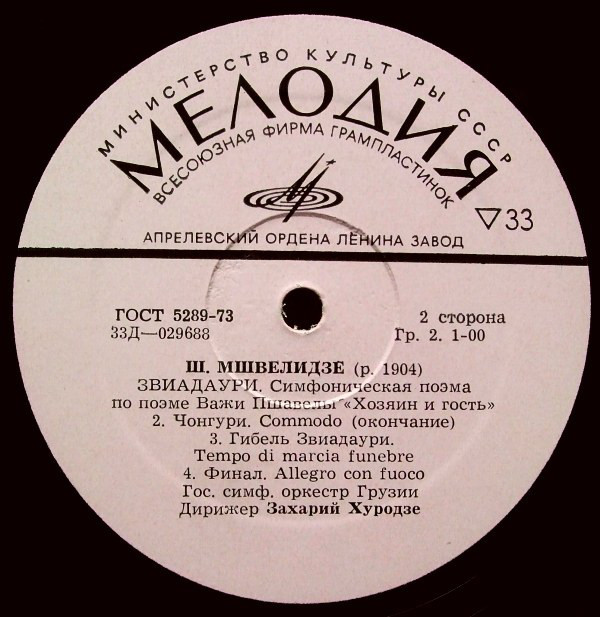 МИНИСТЕРСТВО КУЛЬТУРЫ СССР
МЕЛОДИЯ
ВСЕСОЮЗНАЯ ФИРМА ГРАМПЛАСТИНОК
33
АПРЕЛЕВСКИЙ ОРДЕНА ЛЕНИНА ЗАВОД
ГОСТ 5289-73 2 сторона
33Д—029688 Гр. 2. 1-00
Ш. МШВЕЛИДЗЕ (р. 1904)
ЗВИАДАУРИ. Симфоническая поэма
по поэме Важи Пшавелы «Хозяин и гость»
2. Чонгури. Commodo (окончание)
3. Гибель Звиадаури.
Tempo di marcia funebre
4. Финал. Allegro con fuoco
Гос. симф. оркестр Грузии
Дирижер Захарий Хуродзе